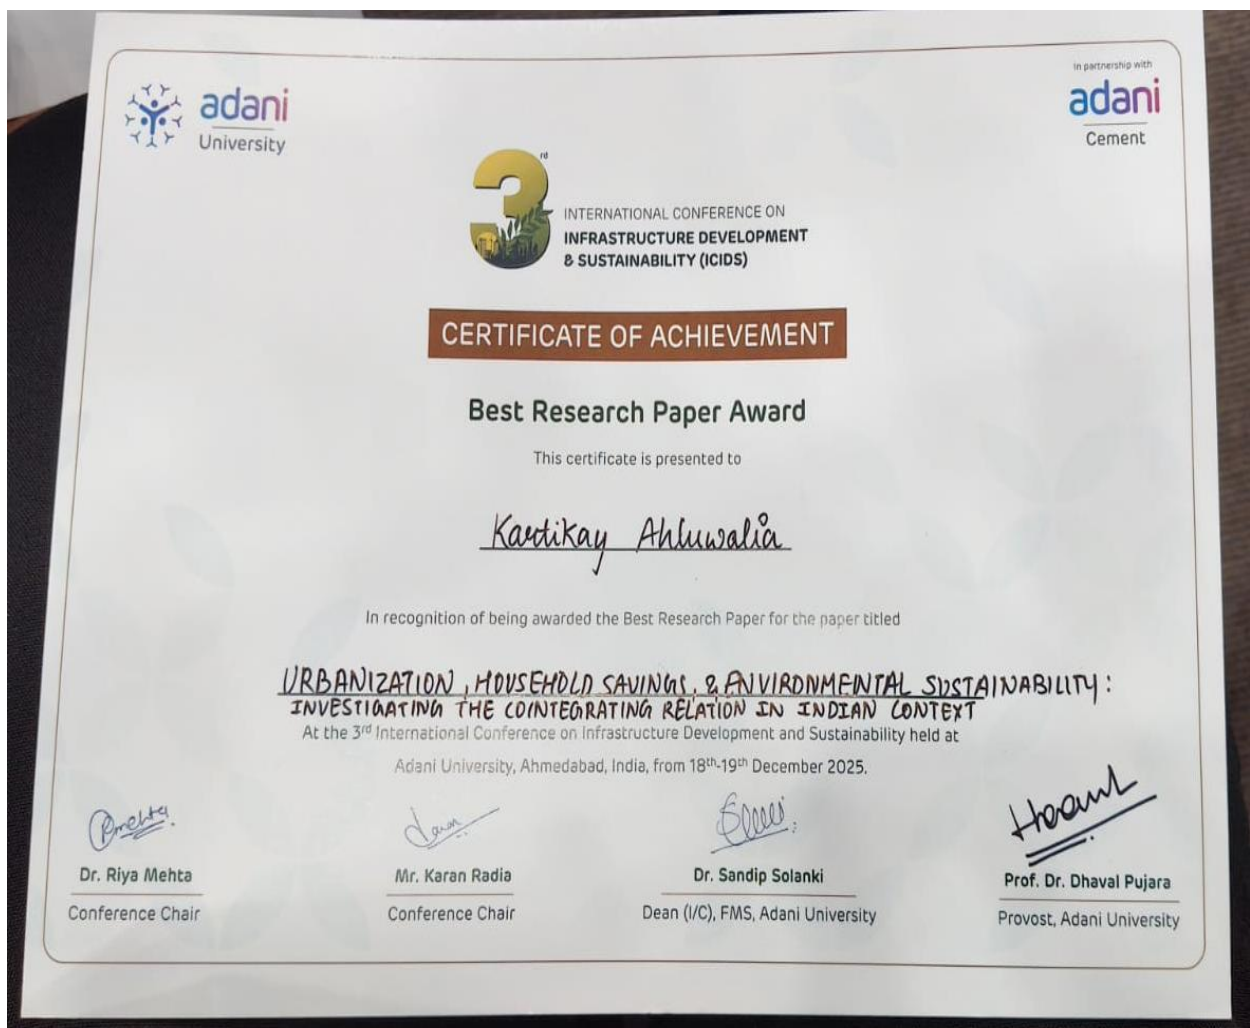 adani
University
In partnership with
adani
Cement
3rd
INTERNATIONAL CONFERENCE ON
INFRASTRUCTURE DEVELOPMENT
& SUSTAINABILITY (ICIDS)
CERTIFICATE OF ACHIEVEMENT
Best Research Paper Award
This certificate is presented to
Kartikay Ahluwalia
In recognition of being awarded the Best Research Paper for the paper titled
URBANIZATION, HOUSEHOLD SAVINGS, & ENVIRONMEINTAL SUSTAINABILITY:
INVESTIGATING THE COINTEGRATING RELATION IN INDIAN CONTEXT
At the 3rd International Conference on Infrastructure Development and Sustainability held at
Adani University, Ahmedabad, India, from 18th-19th December 2025.
Dr. Riya Mehta
Conference Chair
Mr. Karan Radia
Conference Chair
Dr. Sandip Solanki
Dean (I/C), FMS, Adani University
Prof. Dr. Dhaval Pujara
Provost, Adani University